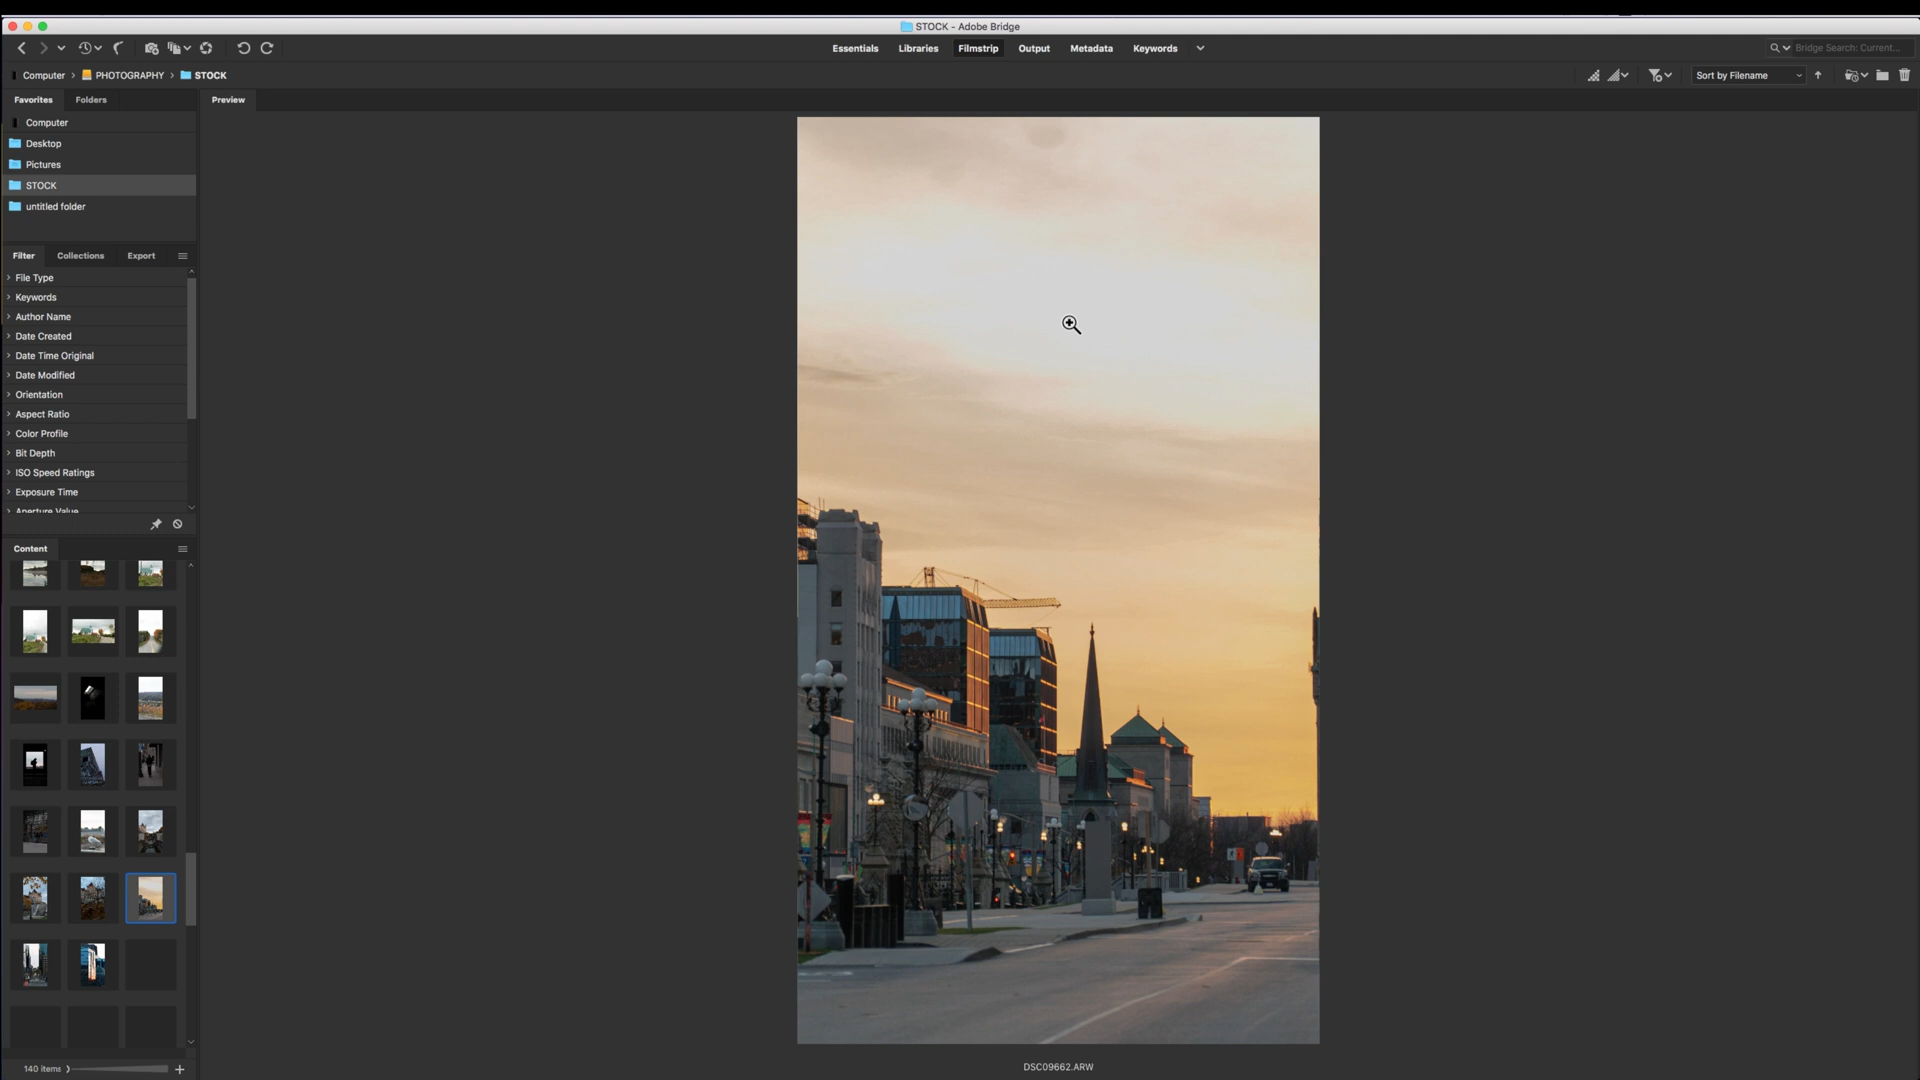 STOCK - Adobe Bridge
Essentials Libraries Filmstrip Output Metadata Keywords
Bridge Search: Current...
Computer › PHOTOGRAPHY › STOCK
Sort by Filename
Favorites Folders
Preview
Computer
Desktop
Pictures
STOCK
untitled folder
Filter Collections Export
File Type
Keywords
Author Name
Date Created
Date Time Original
Date Modified
Orientation
Aspect Ratio
Color Profile
Bit Depth
ISO Speed Ratings
Exposure Time
Aperture Value
Content
140 items
DSC09662.ARW